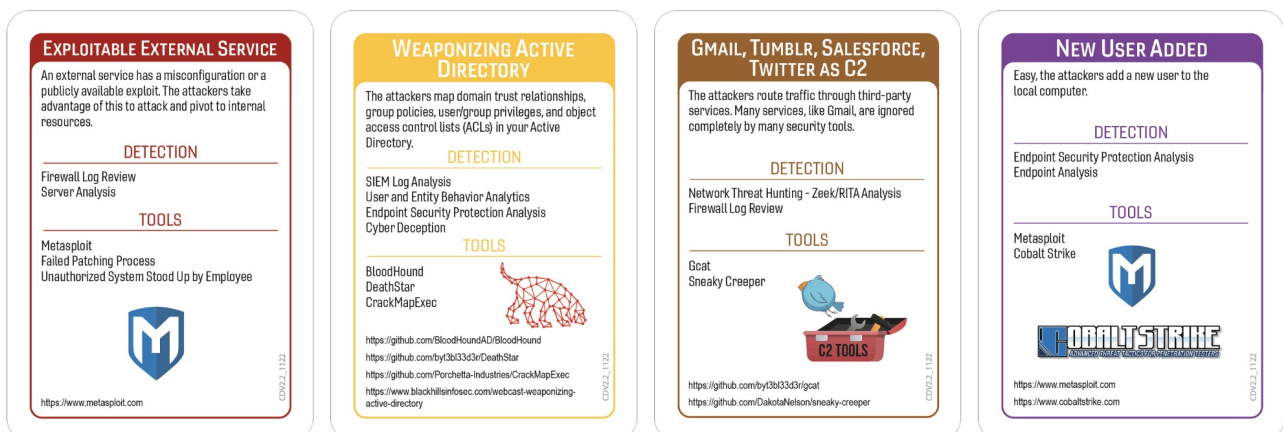 EXPLOITABLE EXTERNAL SERVICE
An external service has a misconfiguration or a
publicly available exploit. The attackers take
advantage of this to attack and pivot to internal
resources.
DETECTION
Firewall Log Review
Server Analysis
TOOLS
Metasploit
Failed Patching Process
Unauthorized System Stood Up by Employee
M
https://www.metasploit.com
CDV2.2_1122
WEAPONIZING ACTIVE
DIRECTORY
The attackers map domain trust relationships,
group policies, user/group privileges, and object
access control lists (ACLs) in your Active
Directory.
DETECTION
SIEM Log Analysis
User and Entity Behavior Analytics
Endpoint Security Protection Analysis
Cyber Deception
TOOLS
BloodHound
DeathStar
CrackMapExec
https://github.com/BloodHoundAD/BloodHound
https://github.com/byt3bl33d3r/DeathStar
https://github.com/Porchetta-Industries/CrackMapExec
https://www.blackhillsinfosec.com/webcast-weaponizing-
active-directory
CDV2.2_1122
GMAIL, TUMBLR, SALESFORCE,
TWITTER AS C2
The attackers route traffic through third-party
services. Many services, like Gmail, are ignored
completely by many security tools.
DETECTION
Network Threat Hunting - Zeek/RITA Analysis
Firewall Log Review
TOOLS
Gcat
Sneaky Creeper
C2 TOOLS
https://github.com/byt3bl33d3r/gcat
https://github.com/DakotaNelson/sneaky-creeper
CDV2.2_1122
NEW USER ADDED
Easy, the attackers add a new user to the
local computer.
DETECTION
Endpoint Security Protection Analysis
Endpoint Analysis
TOOLS
Metasploit
Cobalt Strike
M
COBALTSTRIKE
ADVANCED THREAT TACTICS FOR PENETRATION TESTERS
https://www.metasploit.com
https://www.cobaltstrike.com
CDV2.2_1122